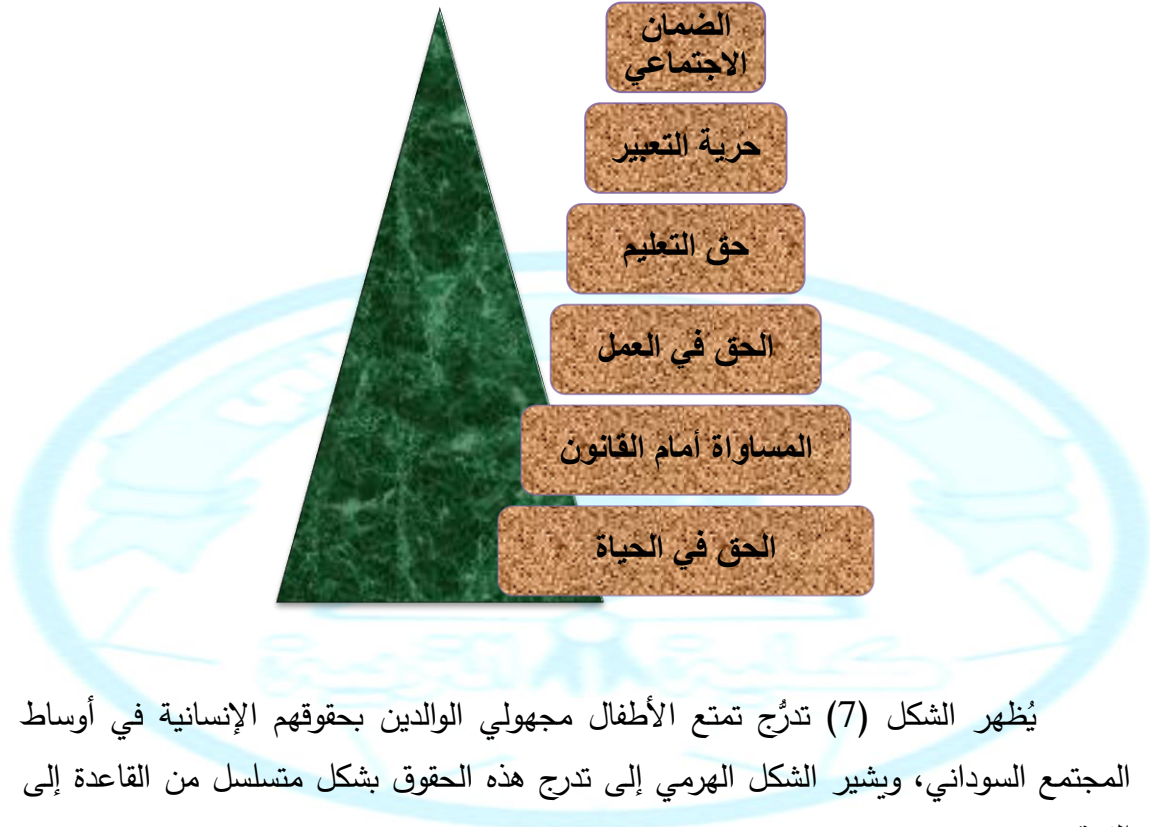 الضمان
الاجتماعي
حرية التعبير
حق التعليم
الحق في العمل
المساواة أمام القانون
الحق في الحياة
كلية التربية
يُظهر الشكل (7) تدرُّج تمتع الأطفال مجهولي الوالدين بحقوقهم الإنسانية في أوساط
المجتمع السوداني، ويشير الشكل الهرمي إلى تدرج هذه الحقوق بشكل متسلسل من القاعدة إلى